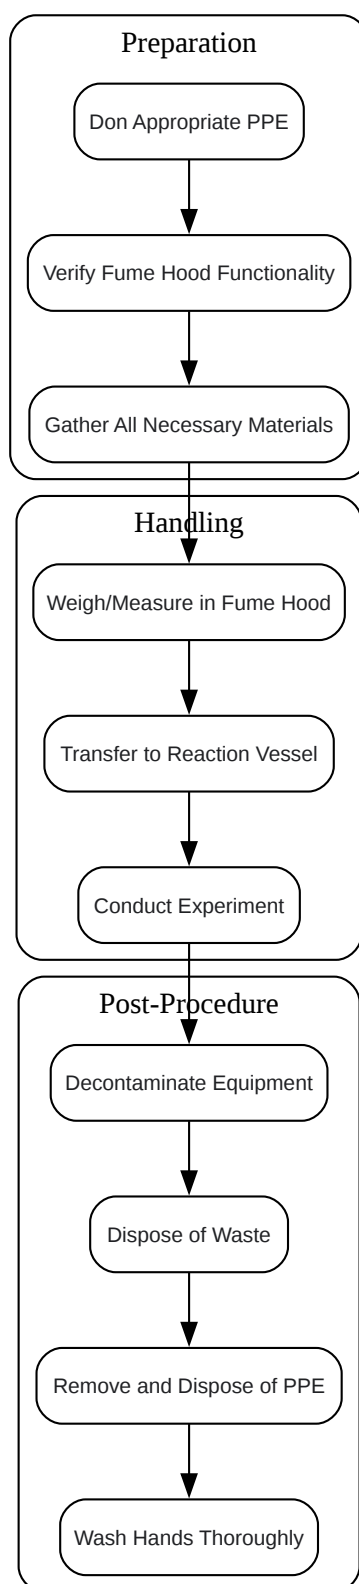 Preparation
Don Appropriate PPE
Verify Fume Hood Functionality
Gather All Necessary Materials
Handling
Weigh/Measure in Fume Hood
Transfer to Reaction Vessel
Conduct Experiment
Post-Procedure
Decontaminate Equipment
Dispose of Waste
Remove and Dispose of PPE
Wash Hands Thoroughly